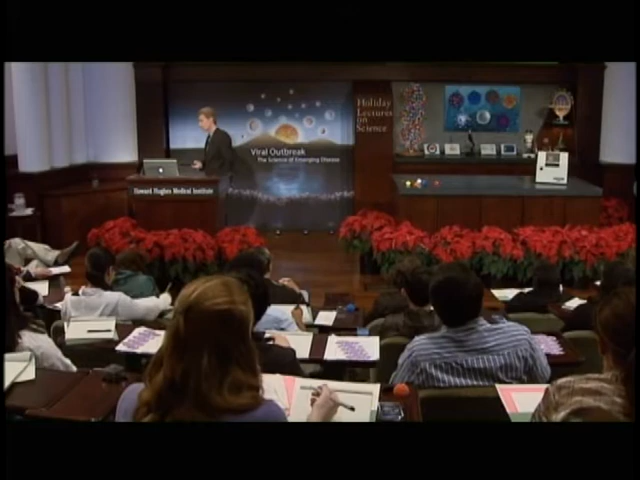 Viral Outbreak
The Science of Emerging Disease
Holiday
Lectures
on
Science
Howard Hughes Medical Institute